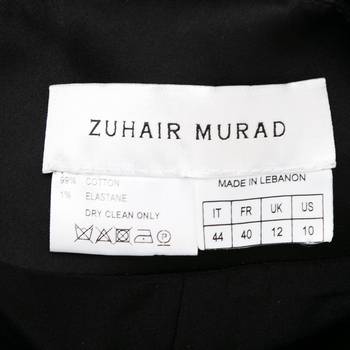 ZUHAIR MURAD
99% COTTON
1% ELASTANE
DRY CLEAN ONLY
MADE IN LEBANON
IT FR UK US
44 40 12 10